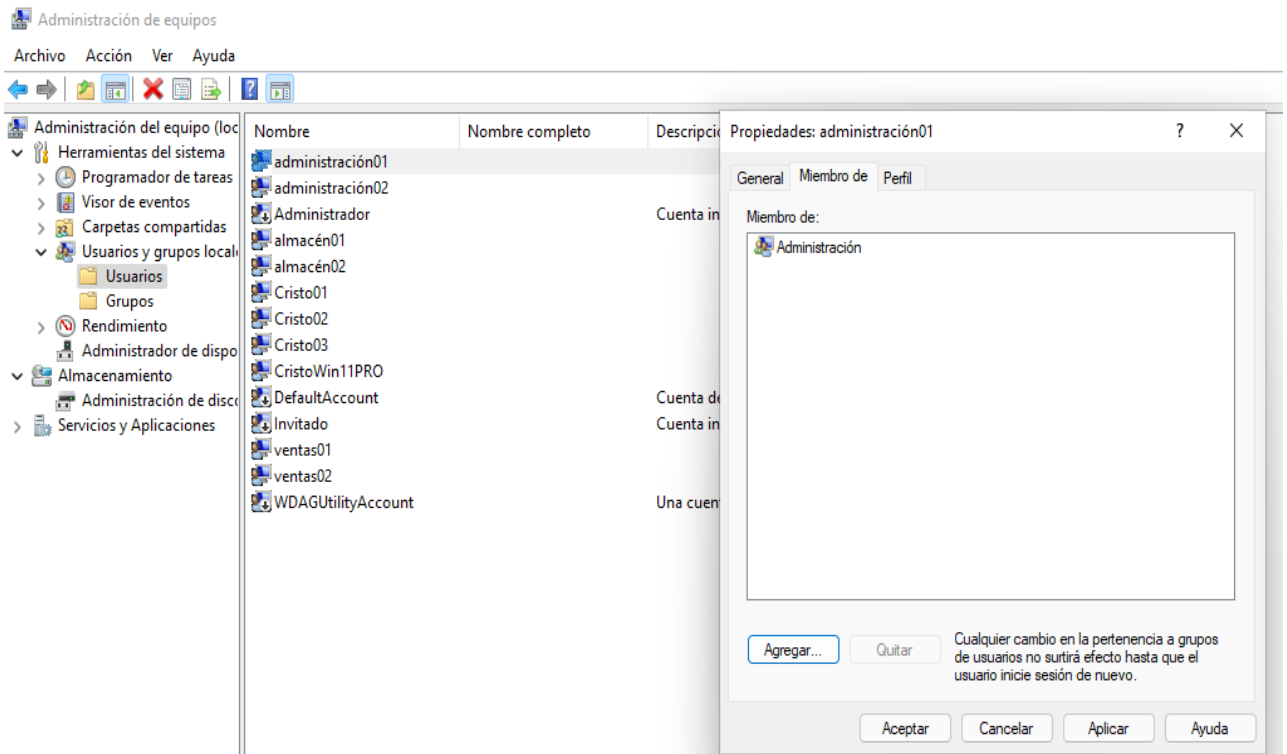 Administración de equipos
Archivo Acción Ver Ayuda
Administración del equipo (loc
Herramientas del sistema
Programador de tareas
Visor de eventos
Carpetas compartidas
Usuarios y grupos local
Usuarios
Grupos
Rendimiento
Administrador de dispo
Almacenamiento
Administración de disco
Servicios y Aplicaciones
Nombre Nombre completo Descripció
administración01
administración02
Administrador Cuenta in
almacén01
almacén02
Cristo01
Cristo02
Cristo03
CristoWin11PRO
DefaultAccount Cuenta de
Invitado Cuenta in
ventas01
ventas02
WDAGUtilityAccount Una cuen
Propiedades: administración01 ?
General Miembro de Perfil
Miembro de:
Administración
Agregar... Quitar
Cualquier cambio en la pertenencia a grupos
de usuarios no surtirá efecto hasta que el
usuario inicie sesión de nuevo.
Aceptar Cancelar Aplicar Ayuda